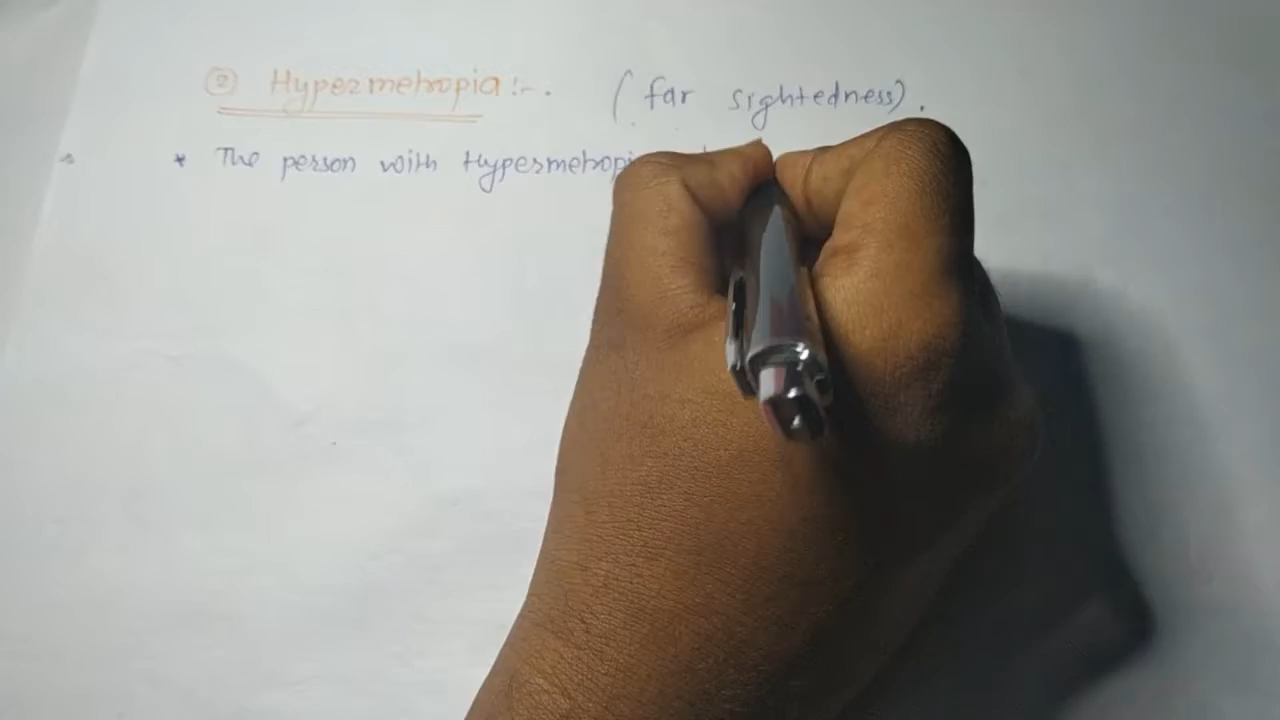 ② Hypermetropia :- . (far sightedness).
* The person with Hypermetropi